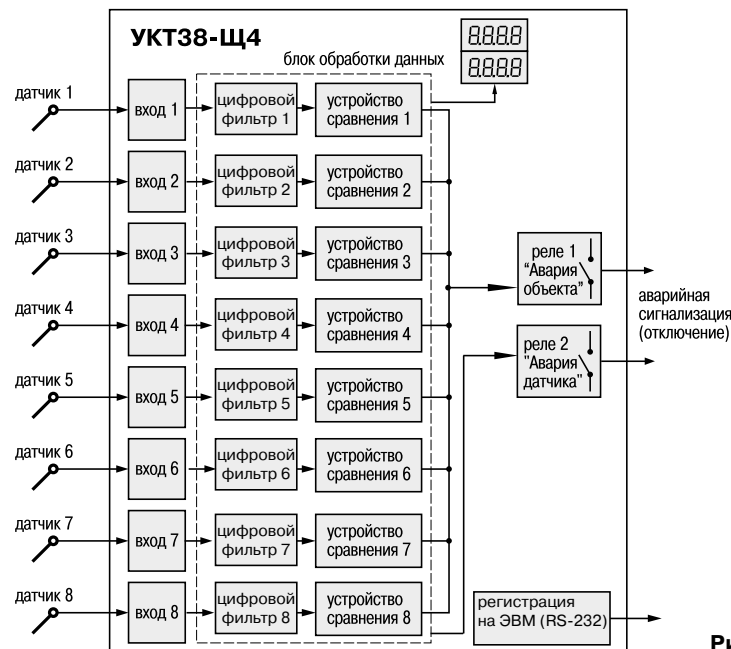 УКТ38-Щ4
8.8.8.8
8.8.8.8
блок обработки данных
датчик 1
вход 1
цифровой
фильтр 1
устройство
сравнения 1
датчик 2
вход 2
цифровой
фильтр 2
устройство
сравнения 2
датчик 3
вход 3
цифровой
фильтр 3
устройство
сравнения 3
датчик 4
вход 4
цифровой
фильтр 4
устройство
сравнения 4
датчик 5
вход 5
цифровой
фильтр 5
устройство
сравнения 5
датчик 6
вход 6
цифровой
фильтр 6
устройство
сравнения 6
датчик 7
вход 7
цифровой
фильтр 7
устройство
сравнения 7
датчик 8
вход 8
цифровой
фильтр 8
устройство
сравнения 8
реле 1
"Авария
объекта"
реле 2
"Авария
датчика"
аварийная
сигнализация
(отключение)
регистрация
на ЭВМ (RS-232)